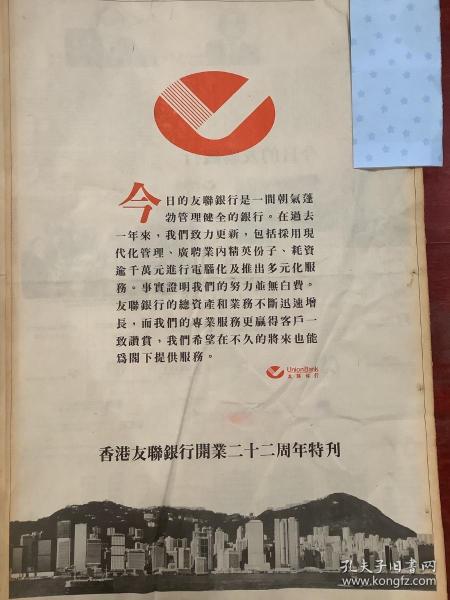 今日的友聯銀行是一間朝氣蓬
勃管理健全的銀行。在過去
一年來，我們致力更新，包括採用現
代化管理、廣聘業內精英份子、耗資
逾千萬元進行電腦化及推出多元化服
務。事實證明我們的努力並無白費。
友聯銀行的總資產和業務不斷迅速增
長，而我們的專業服務更贏得客戶一
致讚賞，我們希望在不久的將來也能
爲閣下提供服務。
UnionBank
友聯銀行
香港友聯銀行開業二十二周年特刊
孔夫子旧书网
www.kongfz.com